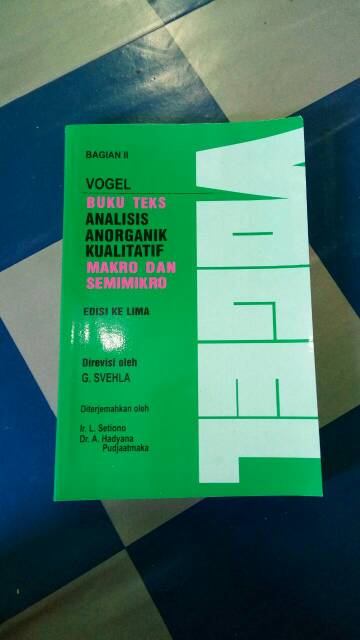 BAGIAN II
VOGEL
BUKU TEKS
ANALISIS
ANORGANIK
KUALITATIF
MAKRO DAN
SEMIMIKRO
EDISI KE LIMA
Direvisi oleh
G. SVEHLA
Diterjemahkan oleh
Ir. L. Setiono
Dr. A. Hadyana
Pudjaatmaka
VOGEL